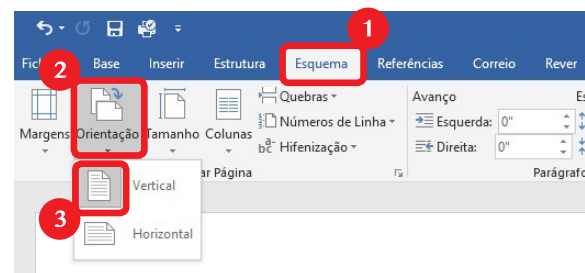 1
Fic
2
Base
Inserir
Estrutura
Esquema
Referências
Correio
Rever
Margens
Orientação
Tamanho
Colunas
Quebras
Números de Linha
Hifenização
Avanço
Esquerda: 0"
Direita: 0"
Es
ar Página
Parágrafo
3
Vertical
Horizontal